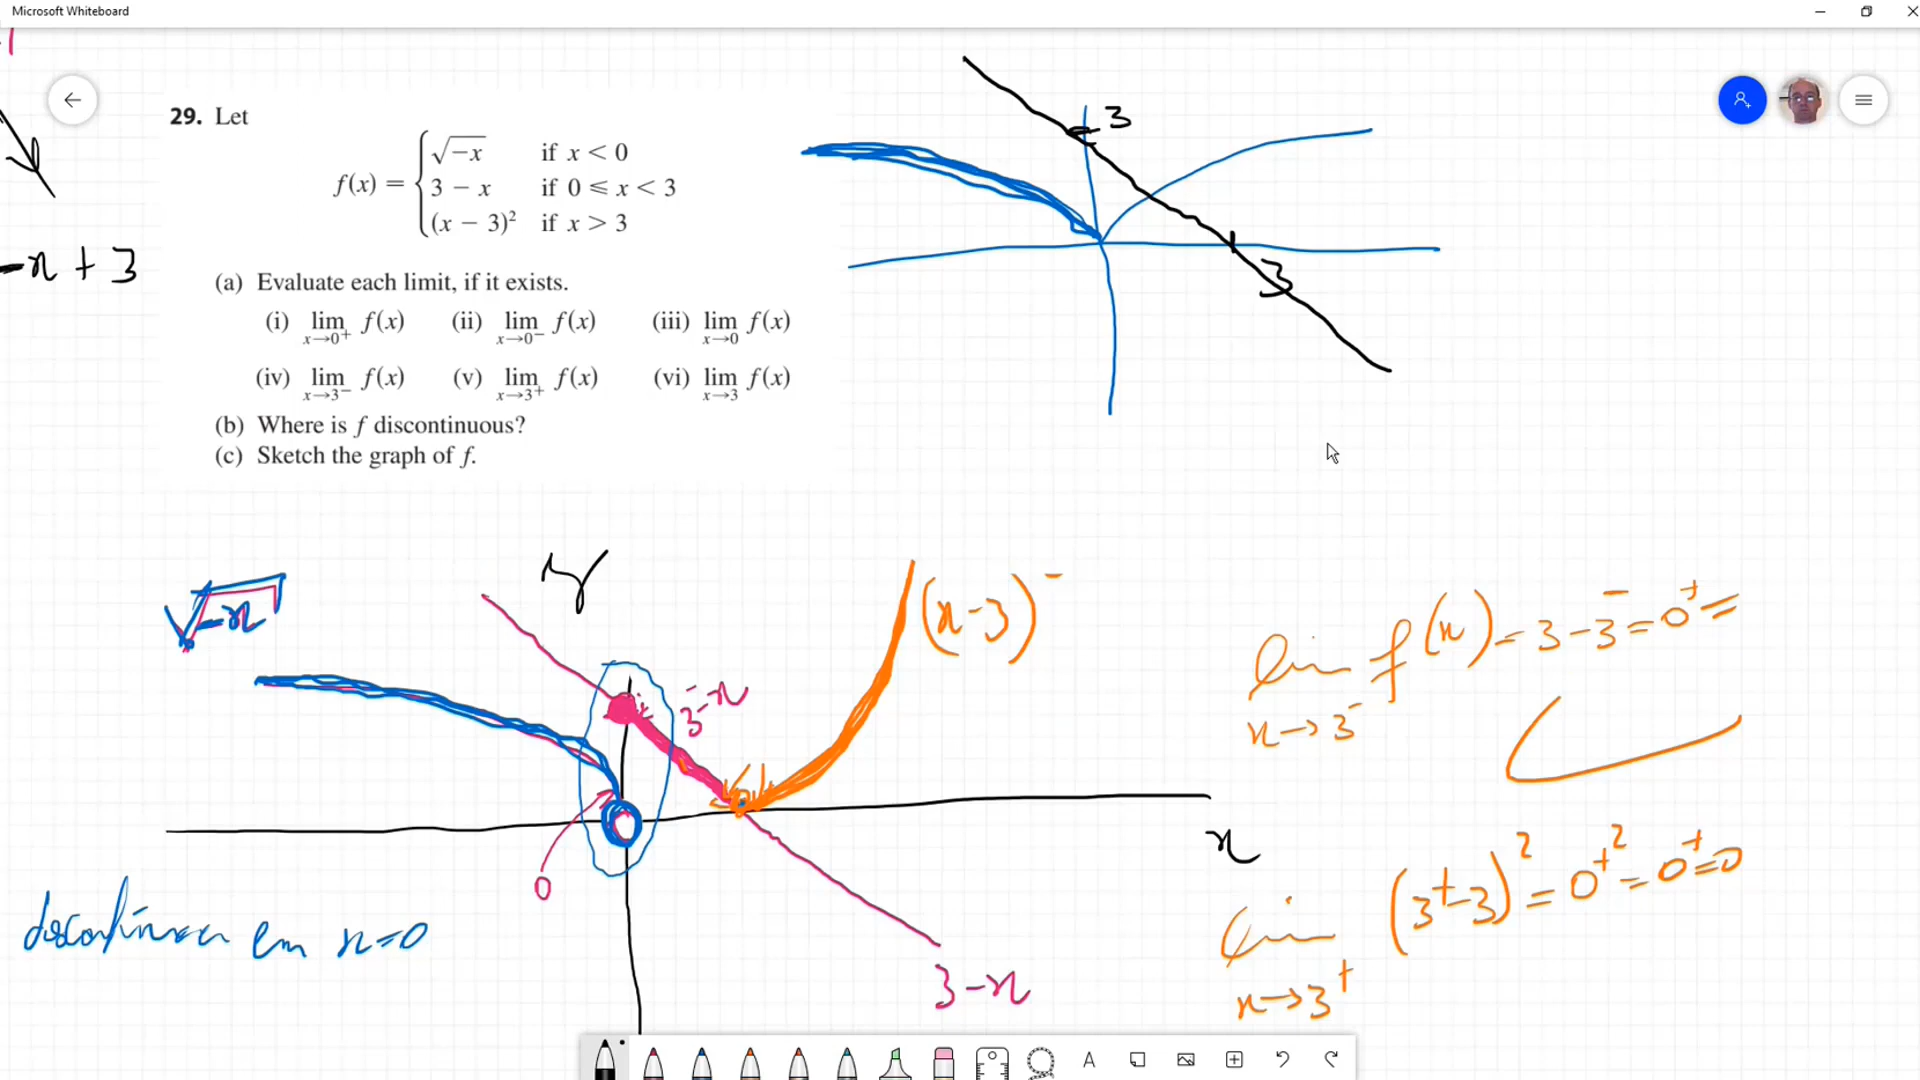 Microsoft Whiteboard
-x + 3
29. Let
f(x) = { √−x if x < 0
3 − x if 0 ⩽ x < 3
(x − 3)² if x > 3
(a) Evaluate each limit, if it exists.
(i) lim x→0⁺ f(x) (ii) lim x→0⁻ f(x) (iii) lim x→0 f(x)
(iv) lim x→3⁻ f(x) (v) lim x→3⁺ f(x) (vi) lim x→3 f(x)
(b) Where is f discontinuous?
(c) Sketch the graph of f.
3
3
y
√-x
(x-3)⁻
3-x
0
x
3-x
em x=0
lim x→3⁻ f(x) = 3-3⁻ = 0⁺ =
lim x→3⁺ (3⁺-3)² = 0⁺² = 0⁺ = 0
A